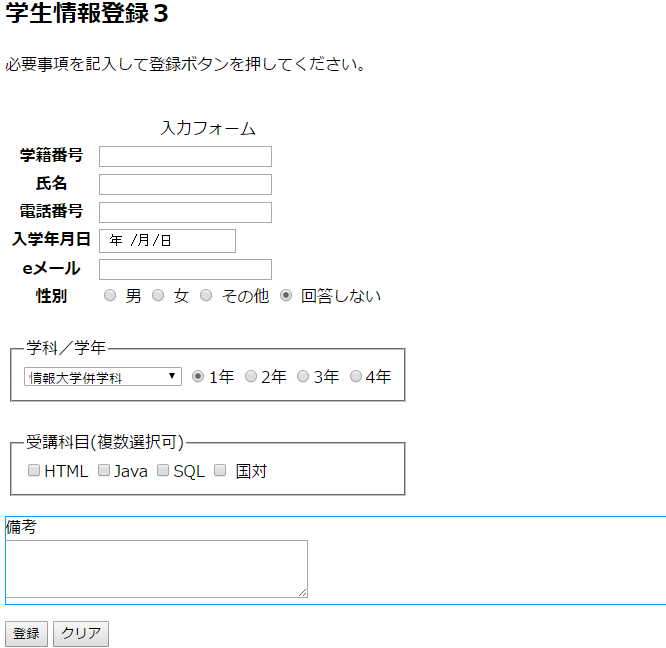 学生情報登録３
必要事項を記入して登録ボタンを押してください。
入力フォーム
学籍番号
氏名
電話番号
入学年月日 年 /月/日
eメール
性別 男 女 その他 回答しない
学科／学年
情報大学併学科 1年 2年 3年 4年
受講科目(複数選択可)
HTML Java SQL 国対
備考
登録 クリア